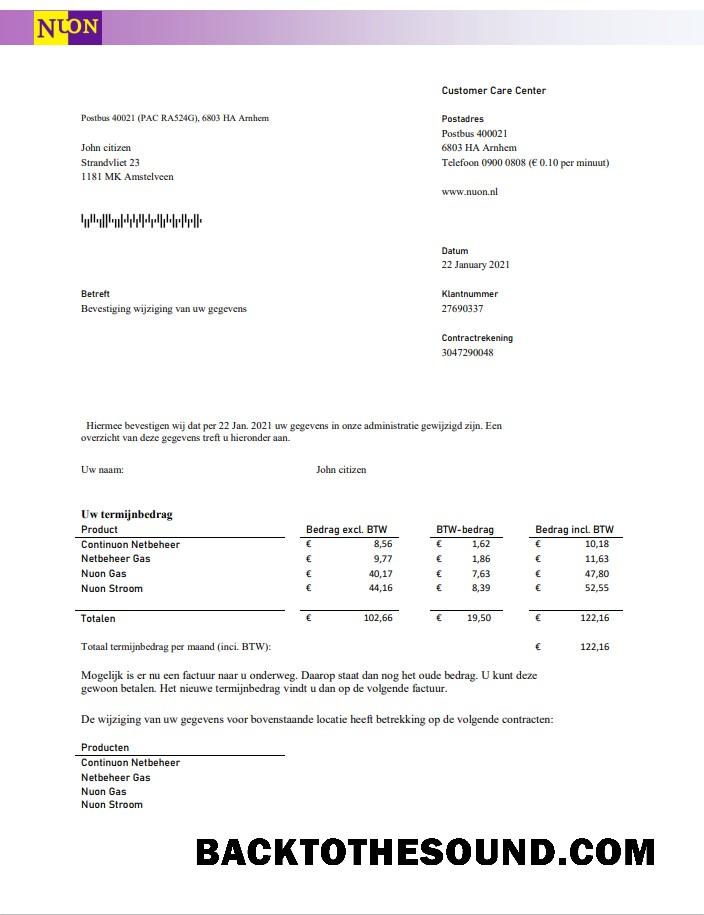 NUON
Customer Care Center
Postbus 40021 (PAC RA524G), 6803 HA Arnhem
Postadres
Postbus 400021
John citizen
6803 HA Arnhem
Strandvliet 23
Telefoon 0900 0808 (€ 0.10 per minuut)
1181 MK Amstelveen
www.nuon.nl
Datum
22 January 2021
Betreft
Klantnummer
Bevestiging wijziging van uw gegevens
27690337
Contractrekening
3047290048
Hiermee bevestigen wij dat per 22 Jan. 2021 uw gegevens in onze administratie gewijzigd zijn. Een
overzicht van deze gegevens treft u hieronder aan.
Uw naam: John citizen
Uw termijnbedrag
Product Bedrag excl. BTW BTW-bedrag Bedrag incl. BTW
Continuon Netbeheer € 8,56 € 1,62 € 10,18
Netbeheer Gas € 9,77 € 1,86 € 11,63
Nuon Gas € 40,17 € 7,63 € 47,80
Nuon Stroom € 44,16 € 8,39 € 52,55
Totalen € 102,66 € 19,50 € 122,16
Totaal termijnbedrag per maand (inci. BTW): € 122,16
Mogelijk is er nu een factuur naar u onderweg. Daarop staat dan nog het oude bedrag. U kunt deze
gewoon betalen. Het nieuwe termijnbedrag vindt u dan op de volgende factuur.
De wijziging van uw gegevens voor bovenstaande locatie heeft betrekking op de volgende contracten:
Producten
Continuon Netbeheer
Netbeheer Gas
Nuon Gas
Nuon Stroom
BACKTOTHESOUND.COM